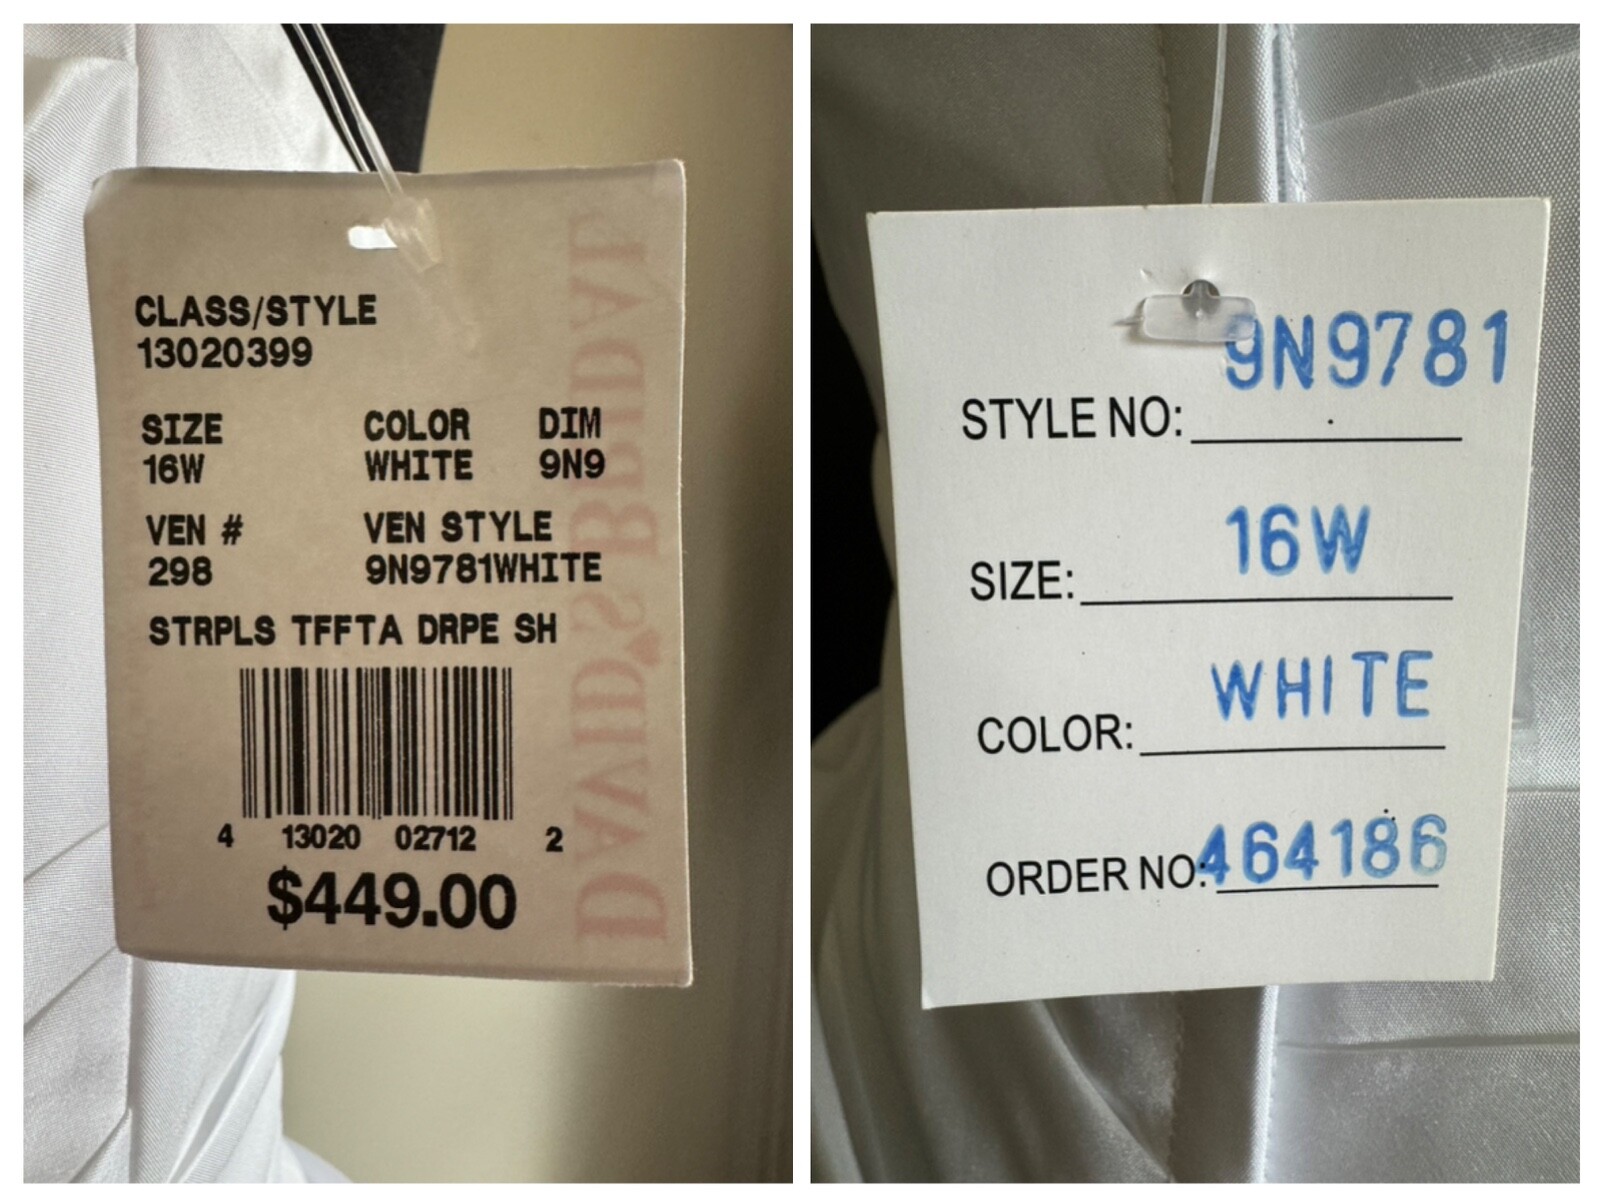 CLASS/STYLE
13020399
SIZE COLOR DIM
16W WHITE 9N9
VEN # VEN STYLE
298 9N9781WHITE
STRPLS TFFTA DRPE SH
4 13020 02712 2
$449.00
DAVID'S BRIDAL
9N9781
STYLE NO:
16W
SIZE:
WHITE
COLOR:
ORDER NO: 464186